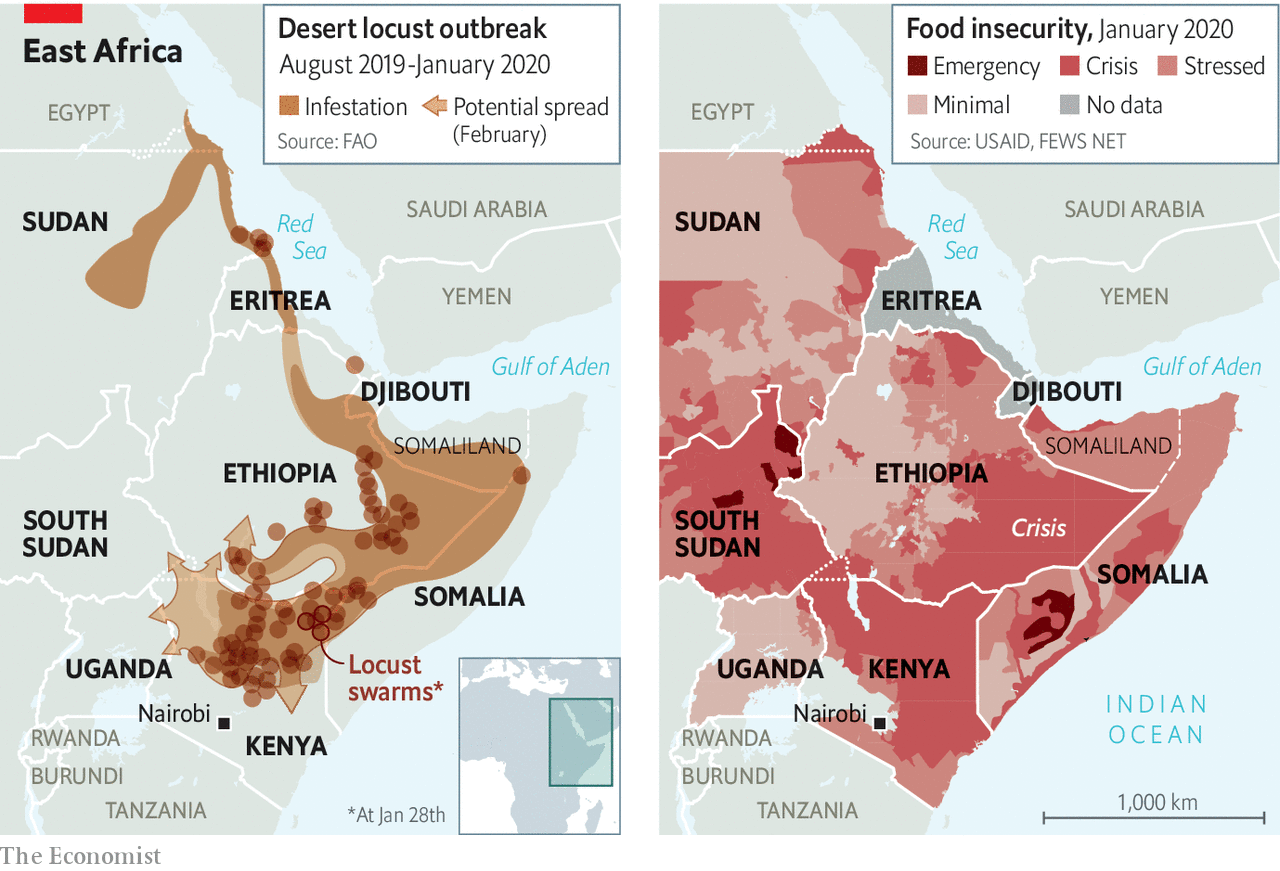 East Africa
Desert locust outbreak
August 2019-January 2020
Infestation
Potential spread
(February)
Source: FAO
EGYPT
SUDAN
Red
Sea
SAUDI ARABIA
ERITREA
YEMEN
Gulf of Aden
DJIBOUTI
SOMALILAND
ETHIOPIA
SOUTH
SUDAN
SOMALIA
UGANDA
Locust
swarms*
Nairobi
KENYA
RWANDA
BURUNDI
TANZANIA
*At Jan 28th
Food insecurity, January 2020
Emergency
Crisis
Stressed
Minimal
No data
Source: USAID, FEWS NET
EGYPT
SUDAN
Red
Sea
SAUDI ARABIA
ERITREA
YEMEN
Gulf of Aden
DJIBOUTI
SOMALILAND
ETHIOPIA
SOUTH
SUDAN
Crisis
SOMALIA
UGANDA
KENYA
Nairobi
INDIAN
OCEAN
RWANDA
BURUNDI
TANZANIA
1,000 km
The Economist